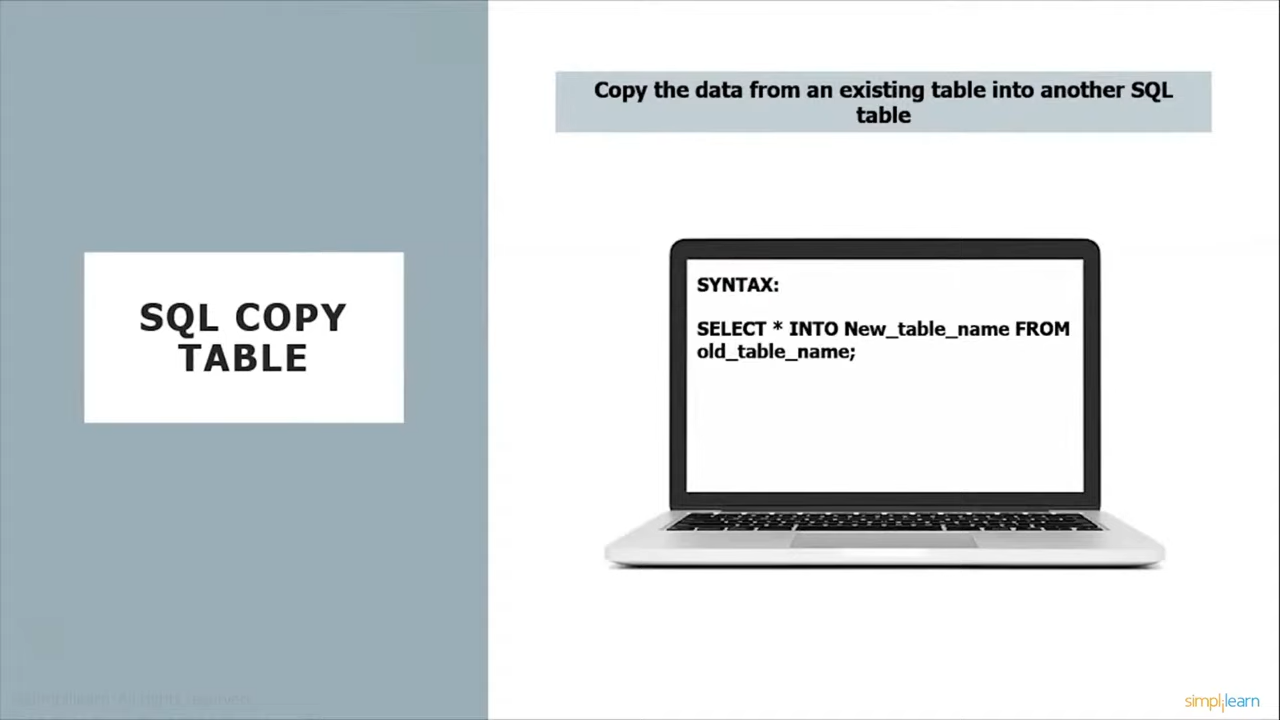 Copy the data from an existing table into another SQL
table
SQL COPY
TABLE
SYNTAX:
SELECT * INTO New_table_name FROM
old_table_name;
simplilearn